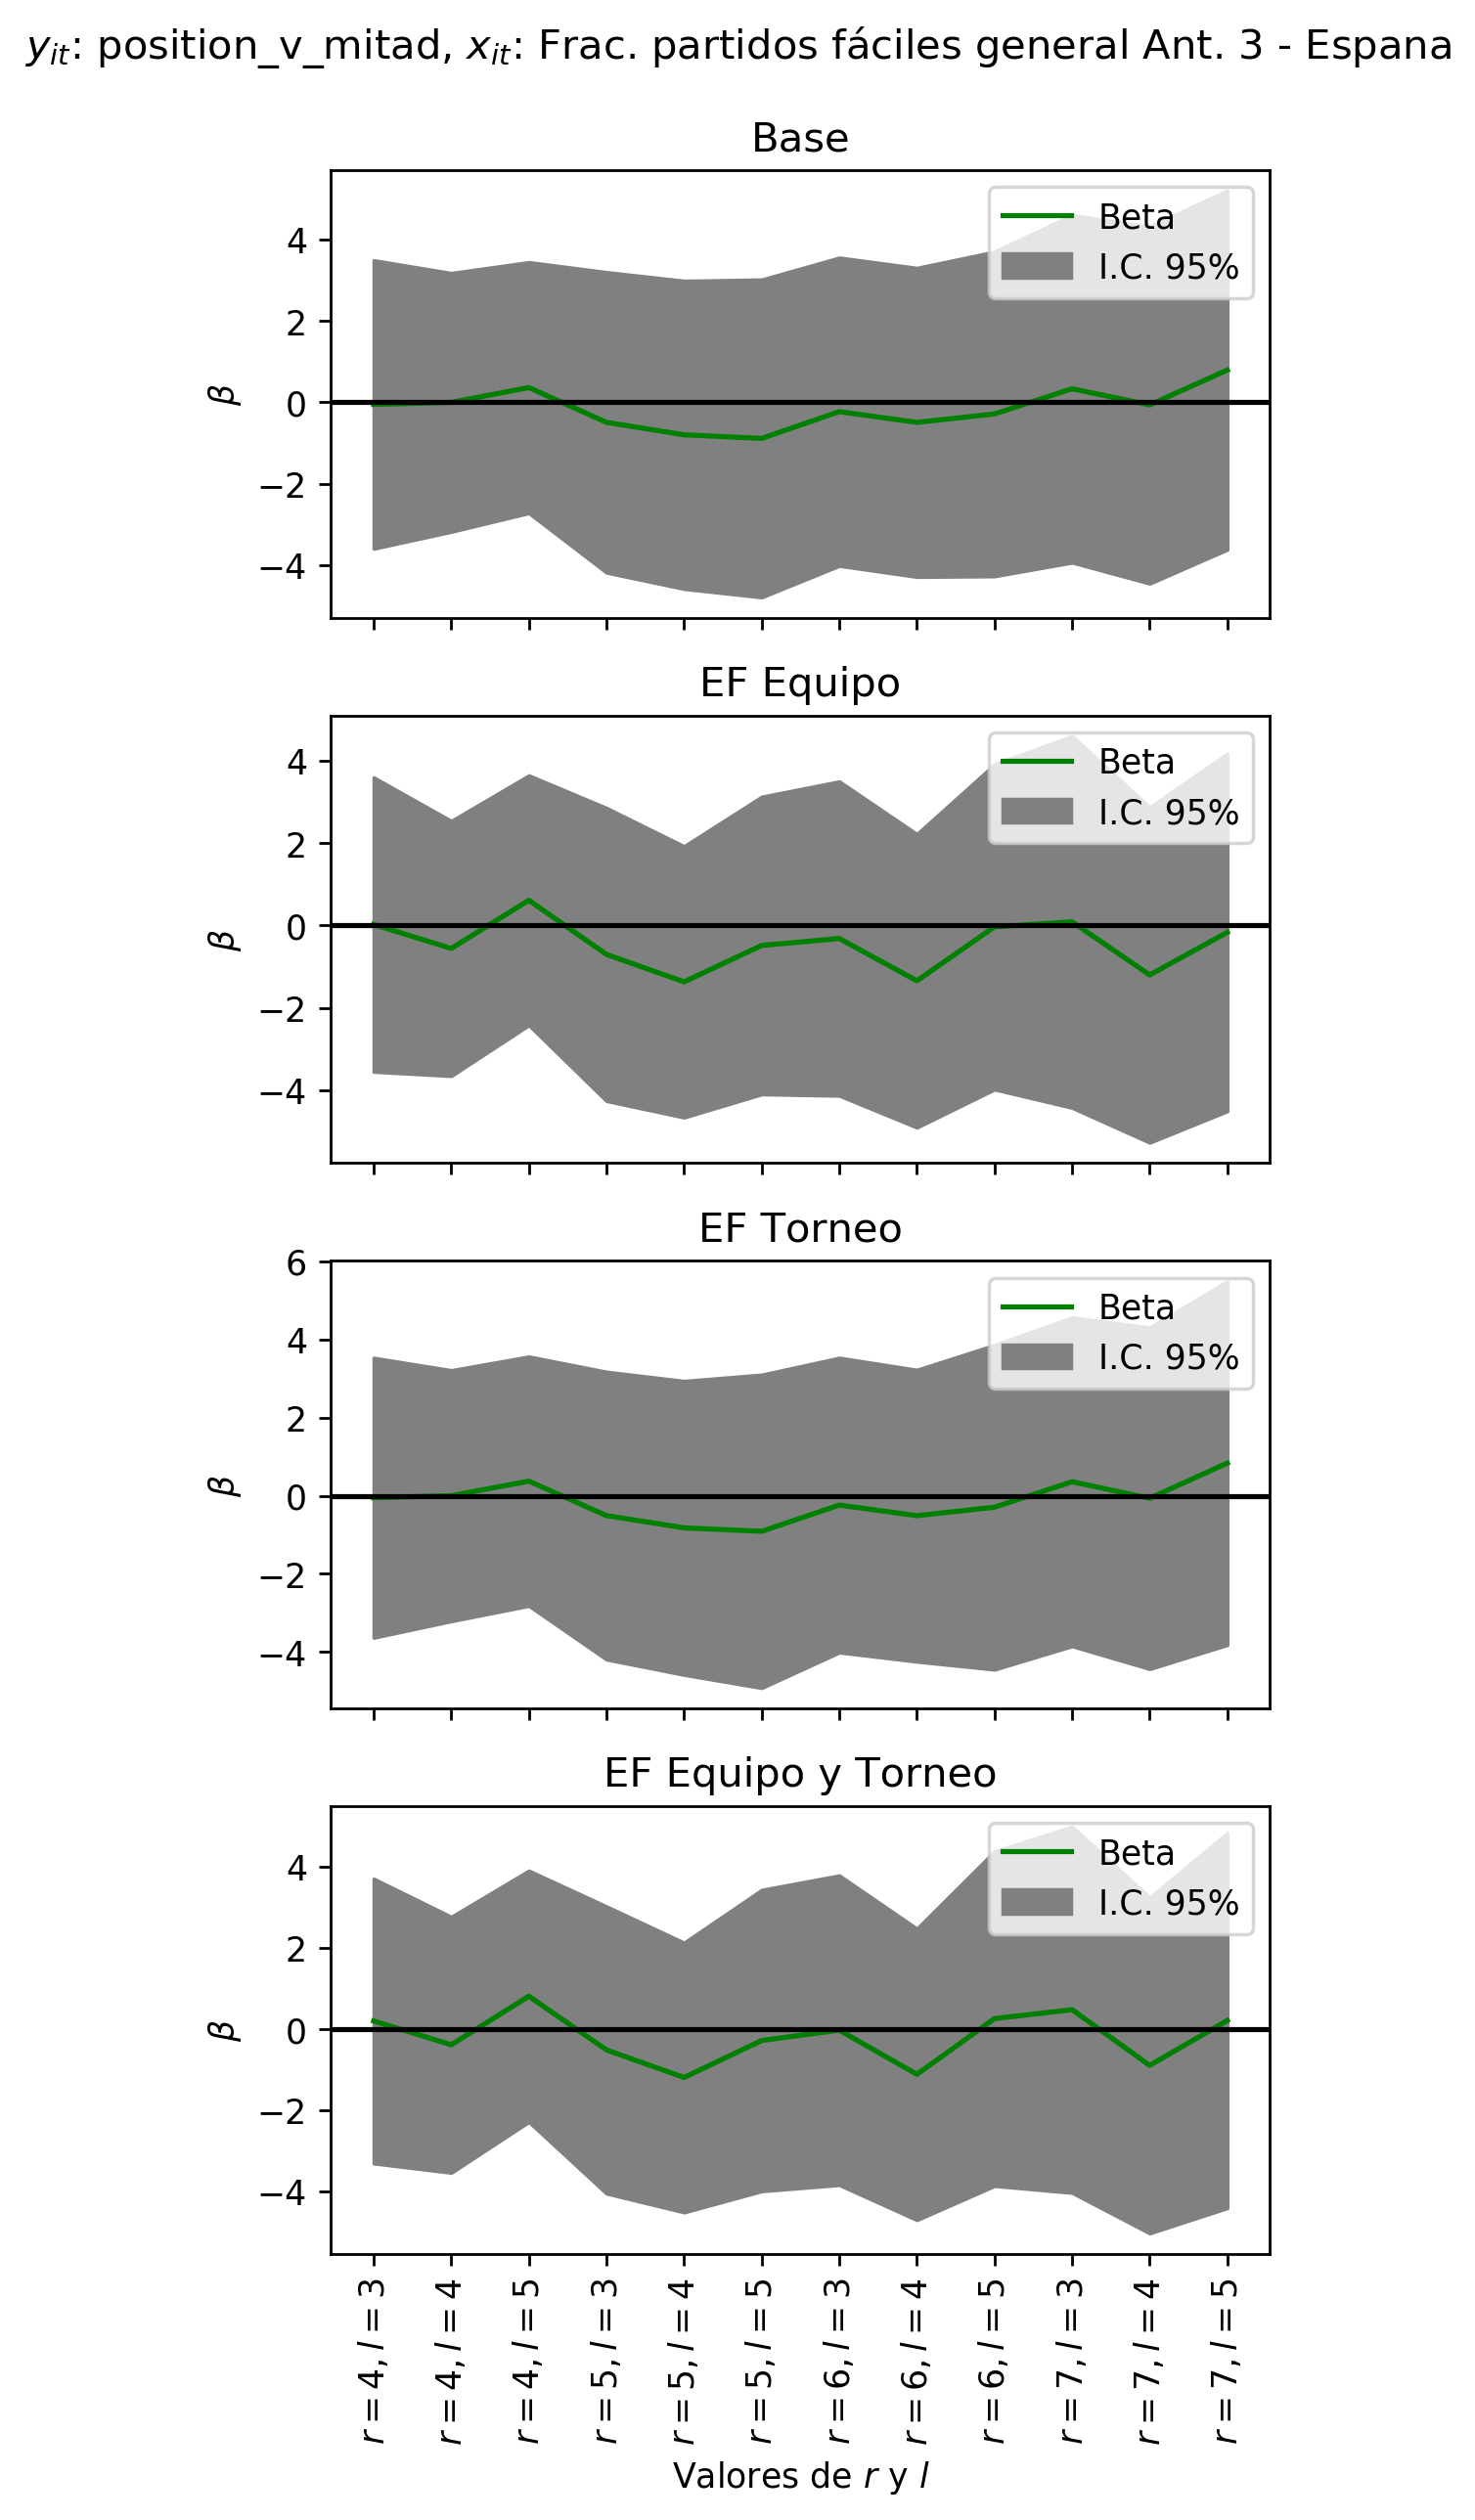 y_it: position_v_mitad, x_it: Frac. partidos fáciles general Ant. 3 - Espana
Base
Beta
I.C. 95%
4
2
0
−2
−4
β
EF Equipo
Beta
I.C. 95%
4
2
0
−2
−4
β
EF Torneo
Beta
I.C. 95%
6
4
2
0
−2
−4
β
EF Equipo y Torneo
Beta
I.C. 95%
4
2
0
−2
−4
β
r = 4, l = 3
r = 4, l = 4
r = 4, l = 5
r = 5, l = 3
r = 5, l = 4
r = 5, l = 5
r = 6, l = 3
r = 6, l = 4
r = 6, l = 5
r = 7, l = 3
r = 7, l = 4
r = 7, l = 5
Valores de r y l